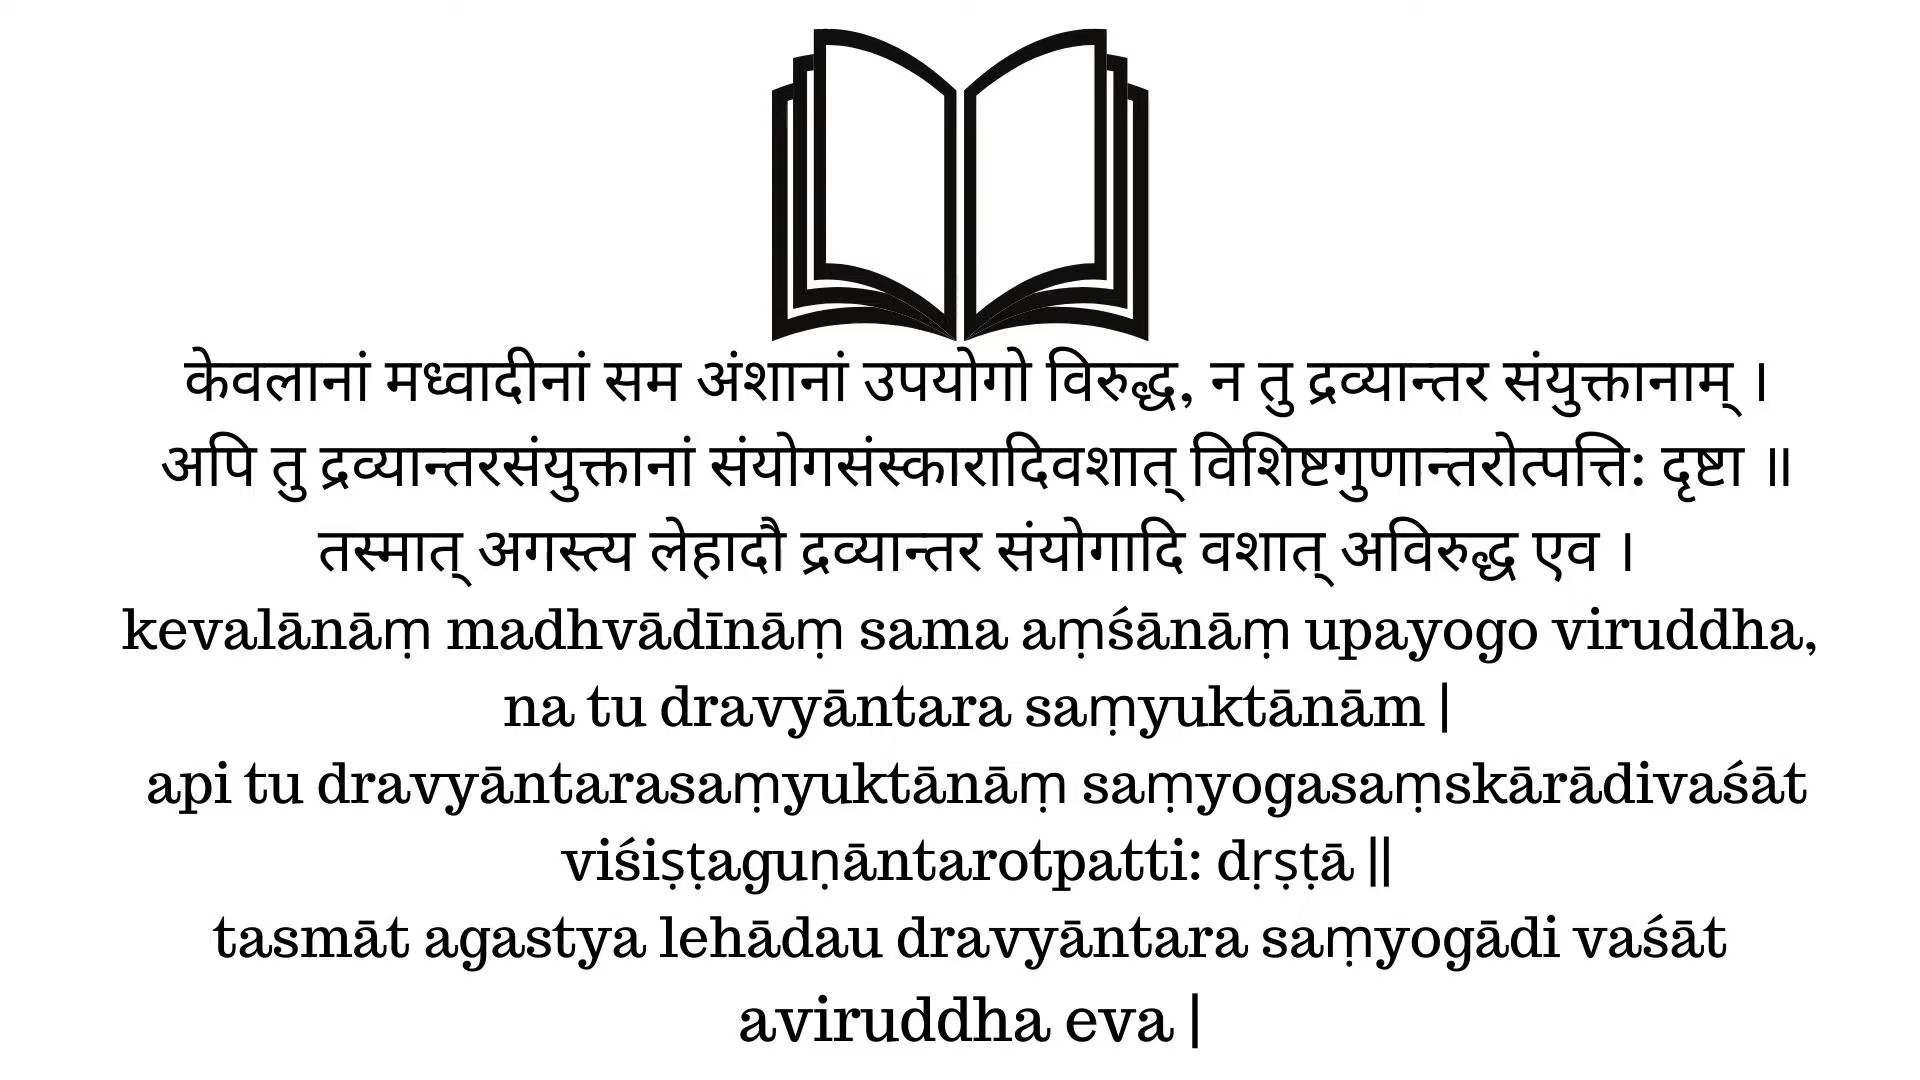 केवलानां मध्वादीनां सम अंशानां उपयोगो विरुद्ध, न तु द्रव्यान्तर संयुक्तानाम् ।
अपि तु द्रव्यान्तरसंयुक्तानां संयोगसंस्कारादिवशात् विशिष्टगुणान्तरोत्पत्ति: दृष्टा ॥
तस्मात् अगस्त्य लेहादौ द्रव्यान्तर संयोगादि वशात् अविरुद्ध एव ।
kevalānāṃ madhvādīnāṃ sama aṃśānāṃ upayogo viruddha,
na tu dravyāntara saṃyuktānām |
api tu dravyāntarasaṃyuktānāṃ saṃyogasaṃskārādivaśāt
viśiṣṭaguṇāntarotpatti: dṛṣṭā ||
tasmāt agastya lehādau dravyāntara saṃyogādi vaśāt
aviruddha eva |